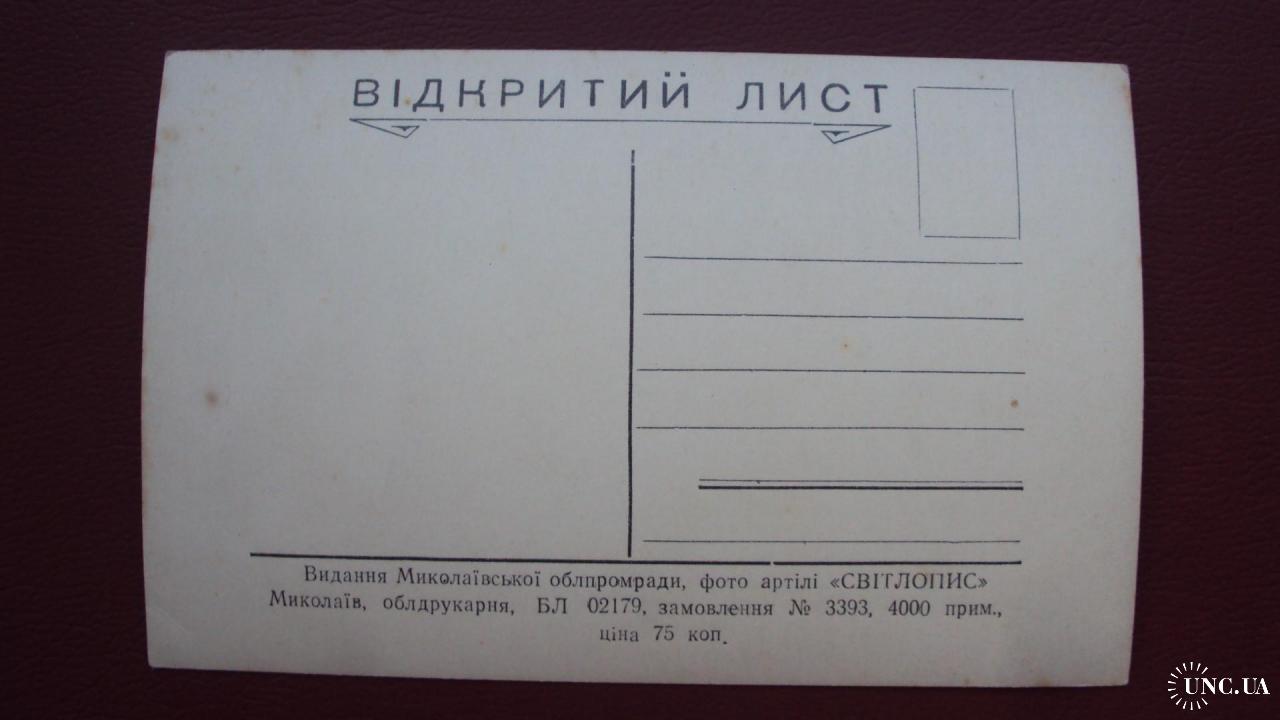 ВІДКРИТИЙ ЛИСТ
Видання Миколаївської облпромради, фото артілі «СВІТЛОПИС»
Миколаїв, облдрукарня, БЛ 02179, замовлення № 3393, 4000 прим.,
ціна 75 коп.
UNC.UA